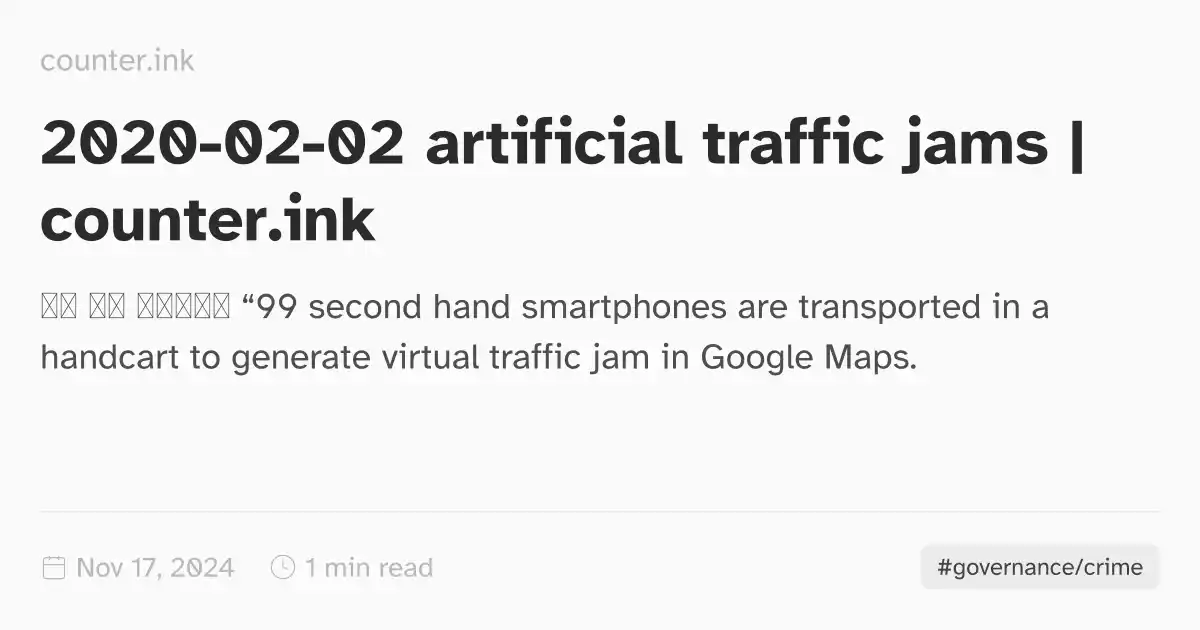 counter.ink
2020-02-02 artificial traffic jams |
counter.ink
“99 second hand smartphones are transported in a
handcart to generate virtual traffic jam in Google Maps.
Nov 17, 2024
1 min read
#governance/crime